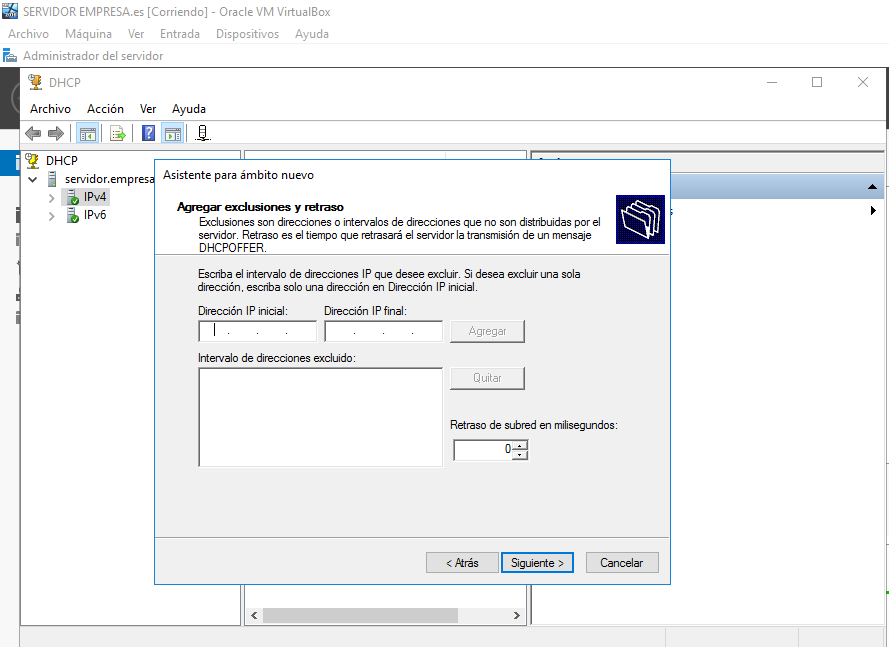 SERVIDOR EMPRESA.es [Corriendo] - Oracle VM VirtualBox
Archivo Máquina Ver Entrada Dispositivos Ayuda
Administrador del servidor
DHCP
Archivo Acción Ver Ayuda
DHCP
servidor.empresa
IPv4
IPv6
Asistente para ámbito nuevo
Agregar exclusiones y retraso
Exclusiones son direcciones o intervalos de direcciones que no son distribuidas por el
servidor. Retraso es el tiempo que retrasará el servidor la transmisión de un mensaje
DHCPOFFER.
Escriba el intervalo de direcciones IP que desee excluir. Si desea excluir una sola
dirección, escriba solo una dirección en Dirección IP inicial.
Dirección IP inicial: Dirección IP final:
. . . . . . Agregar
Intervalo de direcciones excluido:
Quitar
Retraso de subred en milisegundos:
0
< Atrás Siguiente > Cancelar